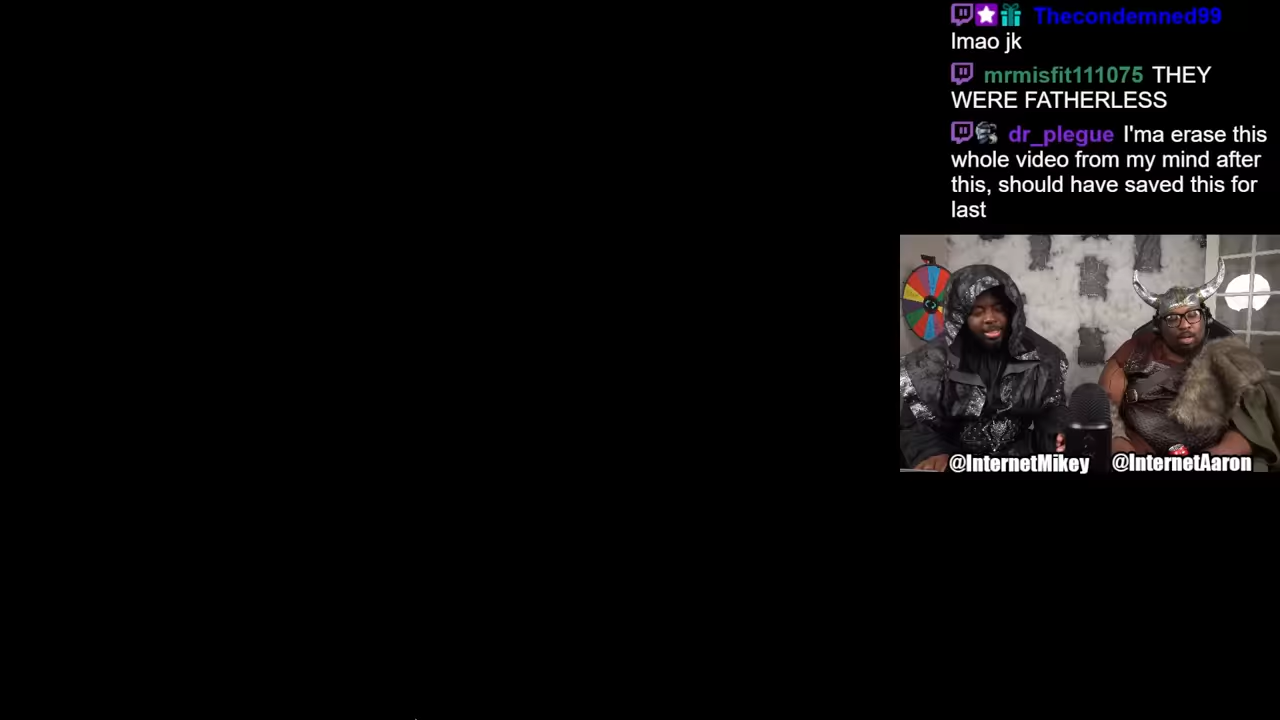 Thecondemned99
lmao jk
mrmisfit111075 THEY
WERE FATHERLESS
dr_plegue I'ma erase this
whole video from my mind after
this, should have saved this for
last
@InternetMikey @InternetAaron